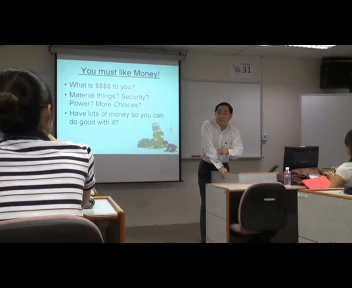 You must like Money!
• What is $$$$ to you?
• Material things? Security?
Power? More Choices?
• Have lots of money so you can
do good with it?
31